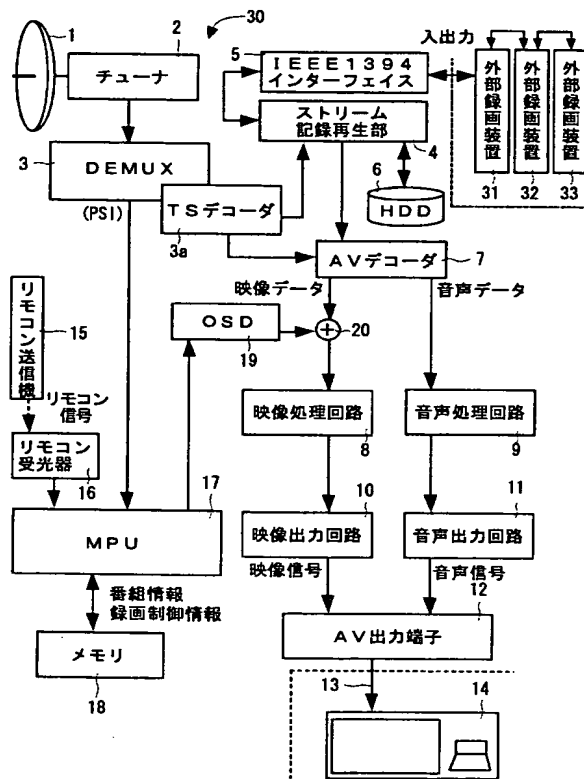 30
1
2
チューナ
5
IEEE1394
インターフェイス
入出力
外部録画装置
外部録画装置
外部録画装置
31
32
33
ストリーム
記録再生部
4
3
DEMUX
(PSI)
TSデコーダ
3a
6
HDD
AVデコーダ
7
映像データ
音声データ
リモコン送信機
15
OSD
19
20
リモコン
信号
リモコン
受光器
16
映像処理回路
8
音声処理回路
9
17
MPU
10
映像出力回路
11
音声出力回路
映像信号
音声信号
番組情報
録画制御情報
12
AV出力端子
メモリ
18
13
14